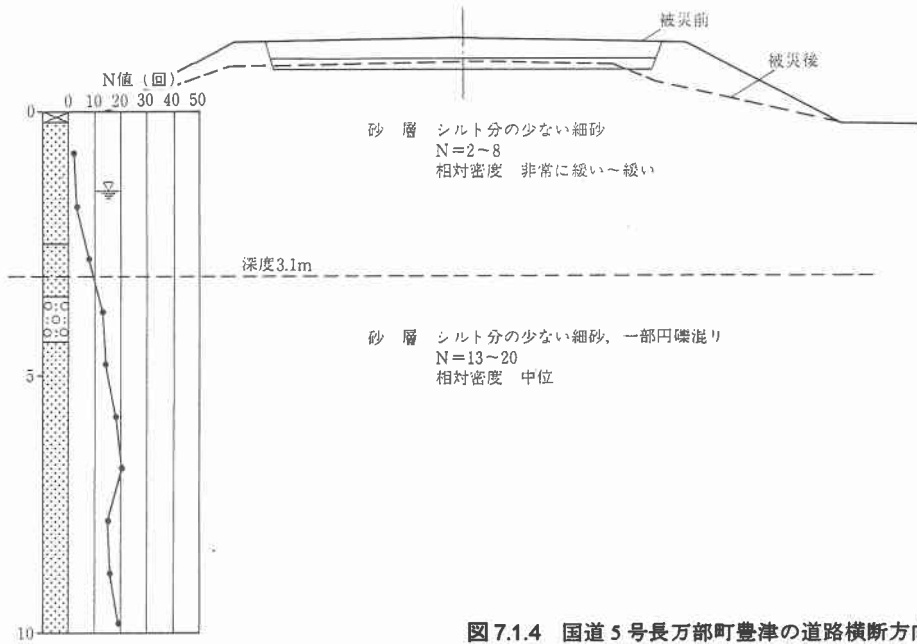 被災前
被災後
N値 (回)
0 10 20 30 40 50
0
砂 層 シルト分の少ない細砂
N=2~8
相対密度 非常に緩い~緩い
深度3.1m
砂 層 シルト分の少ない細砂，一部円礫混り
N=13~20
相対密度 中位
5
10
図 7.1.4 国道 5 号長万部町豊津の道路横断方向